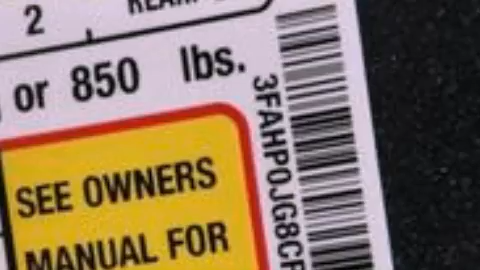 2
or 850 lbs.
SEE OWNERS
MANUAL FOR
3FAHP0JG8C